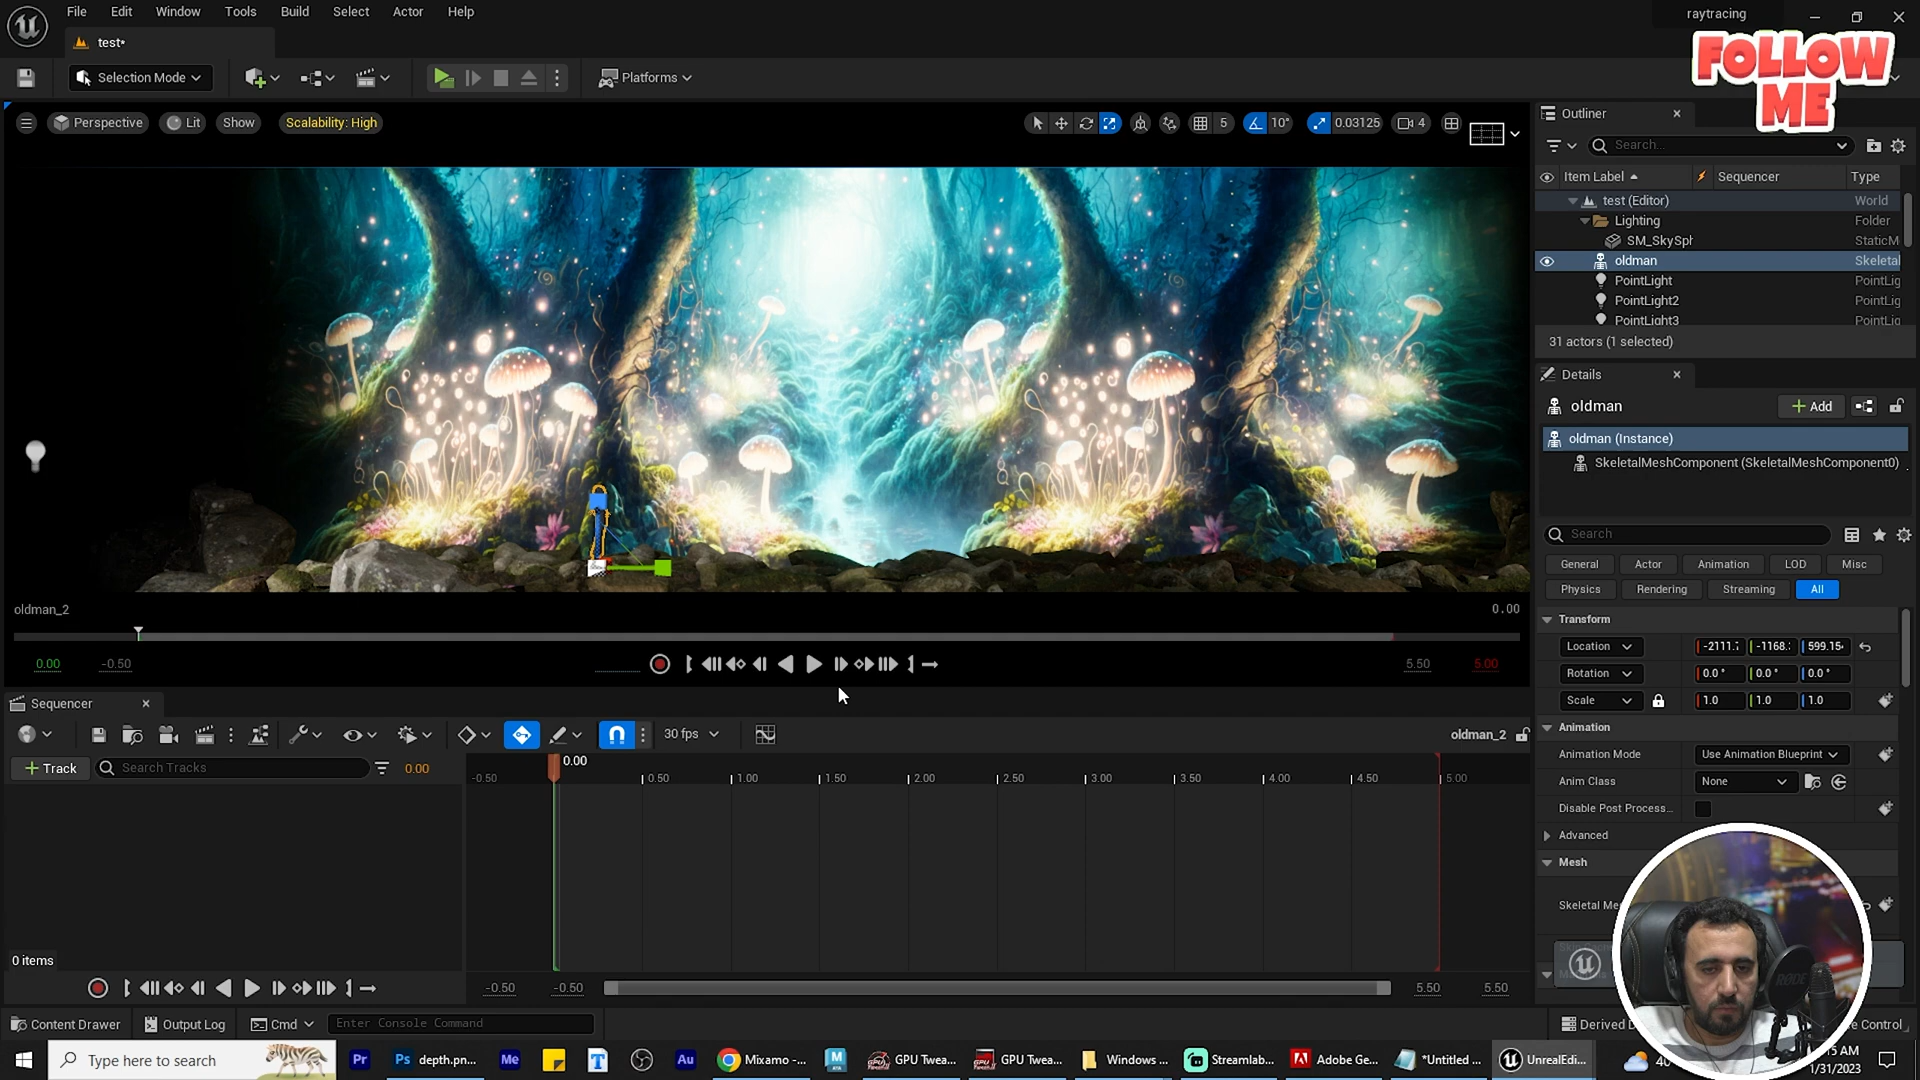 File Edit Window Tools Build Select Actor Help
raytracing
test*
FOLLOW
ME
Selection Mode
Platforms
Perspective Lit Show Scalability: High
5 10° 0.03125 4
Outliner
Search...
Item Label Sequencer Type
test (Editor) World
Lighting Folder
SM_SkySph StaticM
oldman Skeletal
PointLight PointLig
PointLight2 PointLig
PointLight3 PointLig
31 actors (1 selected)
Details
oldman
Add
oldman (Instance)
SkeletalMeshComponent (SkeletalMeshComponent0)
Search
General Actor Animation LOD Misc
Physics Rendering Streaming All
Transform
Location -2111. -1168. 599.15
Rotation 0.0° 0.0° 0.0°
Scale 1.0 1.0 1.0
Animation
Animation Mode Use Animation Blueprint
Anim Class None
Disable Post Process...
Advanced
Mesh
Skeletal Me
oldman_2 0.00
0.00 -0.50 5.50 5.00
Sequencer
30 fps oldman_2
+ Track Search Tracks 0.00
0.00
-0.50 0.50 1.00 1.50 2.00 2.50 3.00 3.50 4.00 4.50 5.00
0 items
-0.50 -0.50 5.50 5.50
Content Drawer Output Log Cmd Enter Console Command
Derived D e Control
RØDE
Type here to search
Pr Ps depth.pn... Me T Au Mixamo -... GPU Twea... GPU Twea... Windows ... Streamlab... Adobe Ge... *Untitled ... UnrealEdi...
:15 AM
1/31/2023